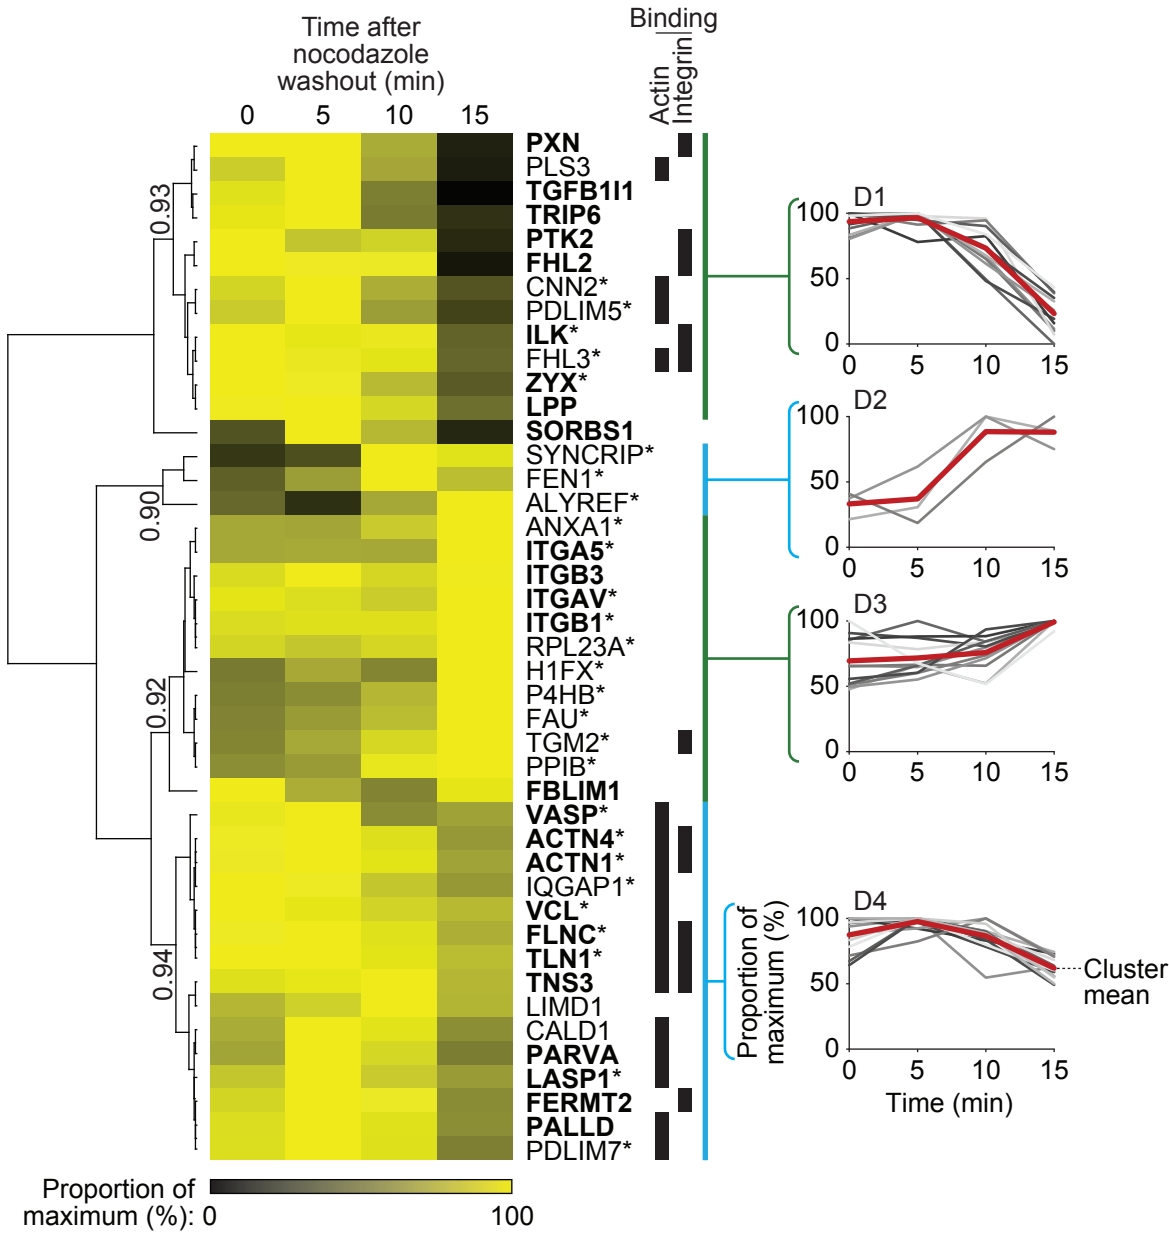 Time after
nocodazole
washout (min)
0 5 10 15
Binding
Actin
Integrin
0.93
0.90
0.92
0.94
PXN
PLS3
TGFB1I1
TRIP6
PTK2
FHL2
CNN2*
PDLIM5*
ILK*
FHL3*
ZYX*
LPP
SORBS1
SYNCRIP*
FEN1*
ALYREF*
ANXA1*
ITGA5*
ITGB3
ITGAV*
ITGB1*
RPL23A*
H1FX*
P4HB*
FAU*
TGM2*
PPIB*
FBLIM1
VASP*
ACTN4*
ACTN1*
IQGAP1*
VCL*
FLNC*
TLN1*
TNS3
LIMD1
CALD1
PARVA
LASP1*
FERMT2
PALLD
PDLIM7*
Proportion of
maximum (%): 0 100
D1
100
50
0
0 5 10 15
D2
100
50
0
0 5 10 15
D3
100
50
0
0 5 10 15
D4
Proportion of
maximum (%)
100
50
0
0 5 10 15
Time (min)
Cluster
mean